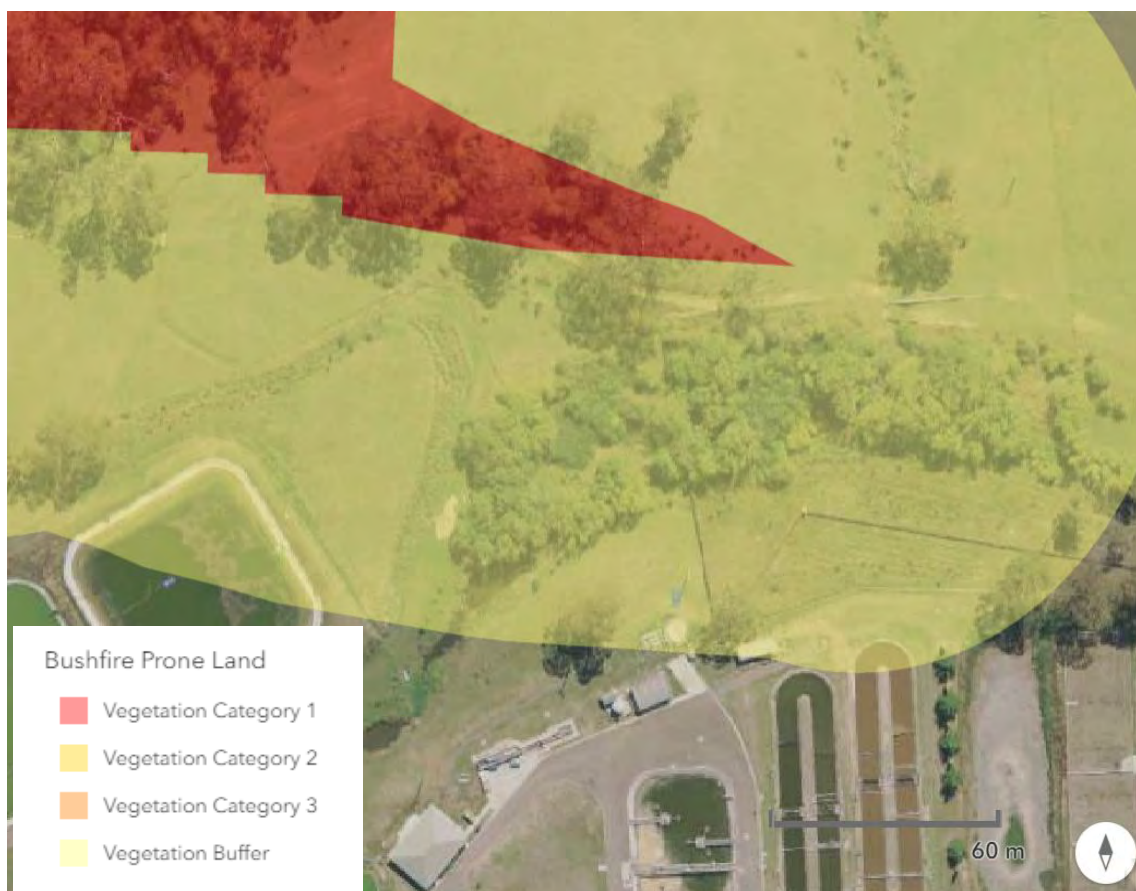 Bushfire Prone Land
Vegetation Category 1
Vegetation Category 2
Vegetation Category 3
Vegetation Buffer
60 m